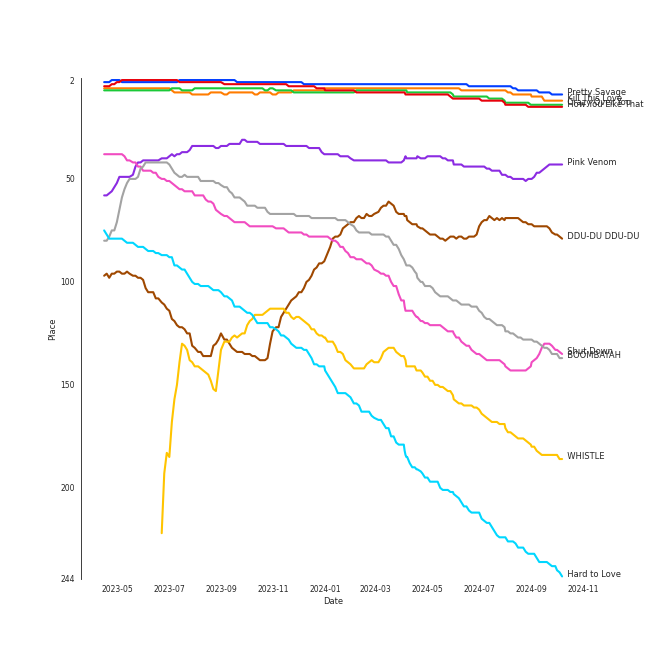 2
50
100
150
200
244
Place
2023-05
2023-07
2023-09
2023-11
2024-01
2024-03
2024-05
2024-07
2024-09
2024-11
Date
Pretty Savage
Kill This Love
How You Like That
Pink Venom
DDU-DU DDU-DU
Shut Down
BOOMBAYAH
WHISTLE
Hard to Love